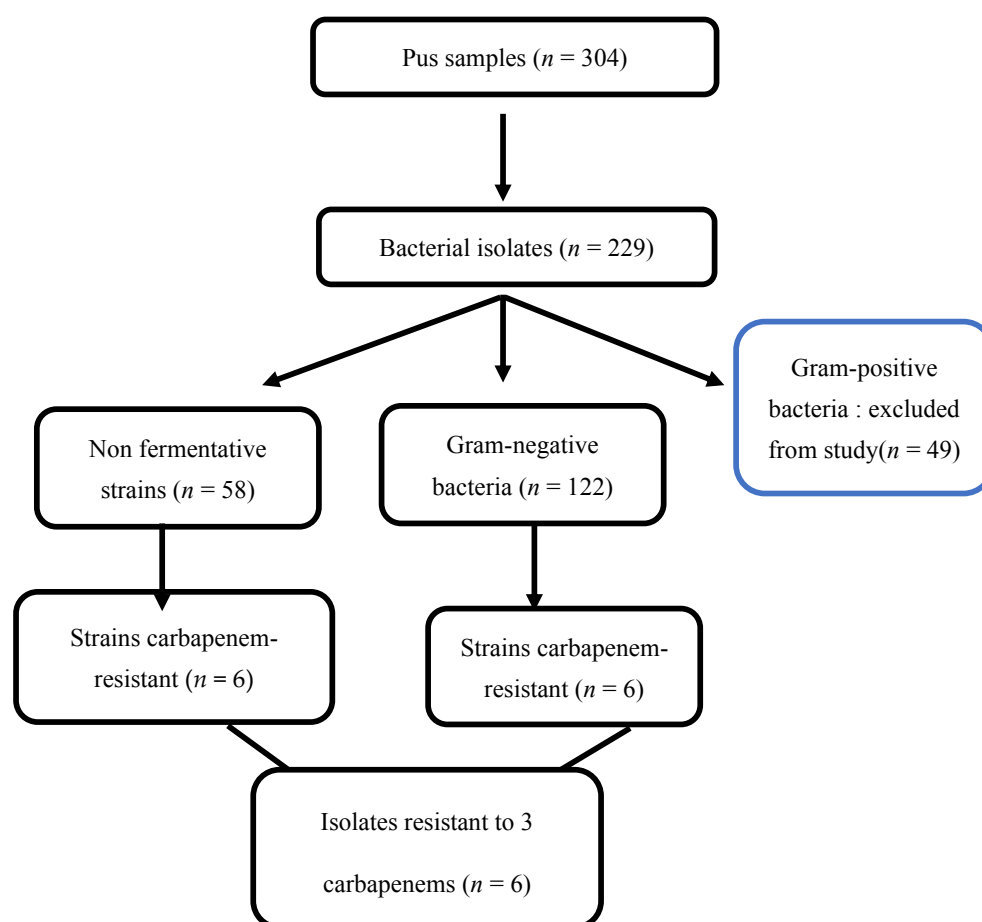 Pus samples (n = 304)
Bacterial isolates (n = 229)
Non fermentative
strains (n = 58)
Gram-negative
bacteria (n = 122)
Gram-positive
bacteria : excluded
from study(n = 49)
Strains carbapenem-
resistant (n = 6)
Strains carbapenem-
resistant (n = 6)
Isolates resistant to 3
carbapenems (n = 6)